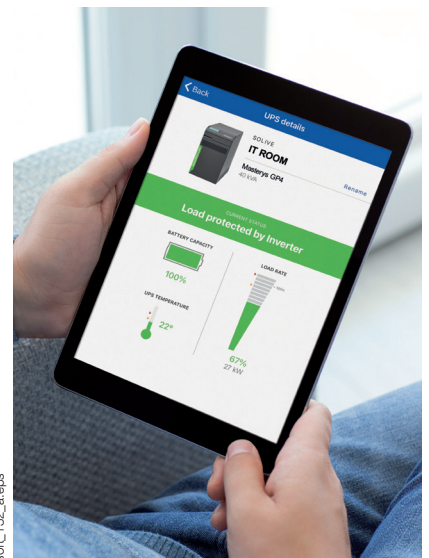 Back
UPS details
SOLIVE
IT ROOM
Masterys GP4
40 kVA
Rename
CURRENT STATUS
Load protected by Inverter
BATTERY CAPACITY
100%
UPS TEMPERATURE
22°
LOAD RATE
100%
67%
27 kW